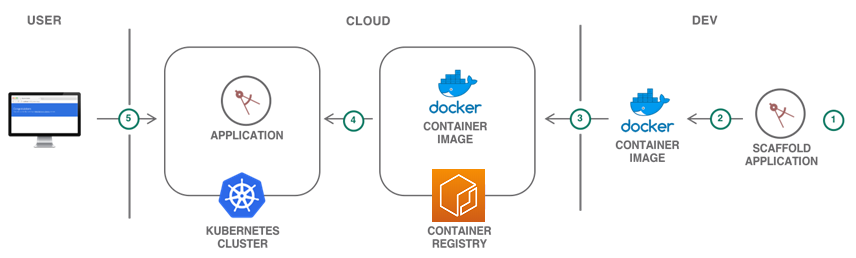 USER
CLOUD
DEV
5
APPLICATION
KUBERNETES
CLUSTER
4
docker
CONTAINER
IMAGE
CONTAINER
REGISTRY
3
docker
CONTAINER
IMAGE
2
SCAFFOLD
APPLICATION
1